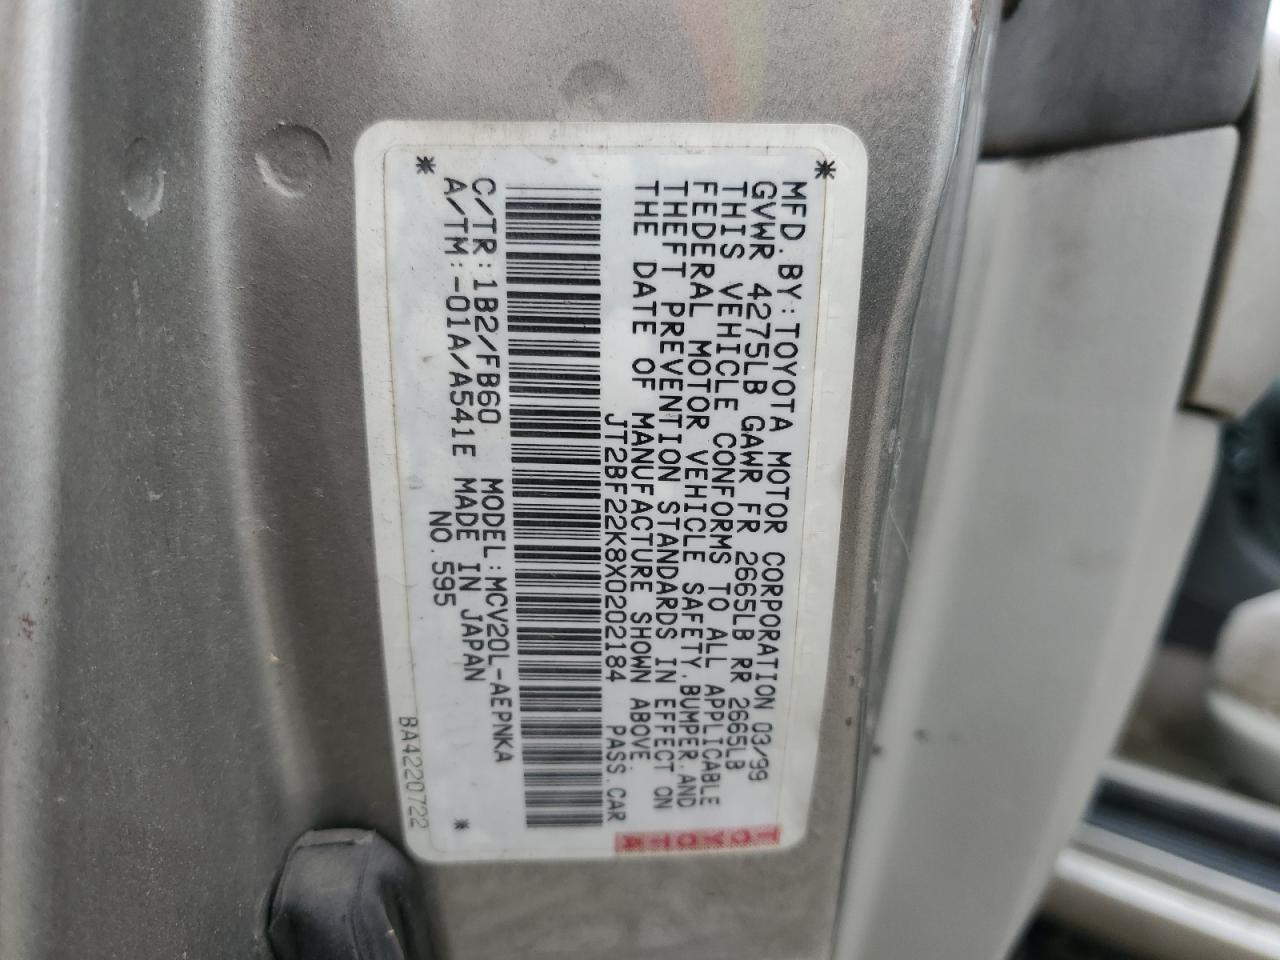 *
MFD.BY:TOYOTA MOTOR CORPORATION 03/99
GVWR 4275LB GAWR FR 2665LB RR 2665LB
THIS VEHICLE CONFORMS TO ALL APPLICABLE
FEDERAL MOTOR VEHICLE SAFETY,BUMPER,AND
THEFT PREVENTION STANDARDS IN EFFECT ON
THE DATE OF MANUFACTURE SHOWN ABOVE.
JT2BF22K8X0202184 PASS.CAR
C/TR:1B2/FB60 MODEL:MCV20L-AEPNKA
A/TM:-01A/A541E MADE IN JAPAN
* NO.595 *
BA4220722
TOYOTA